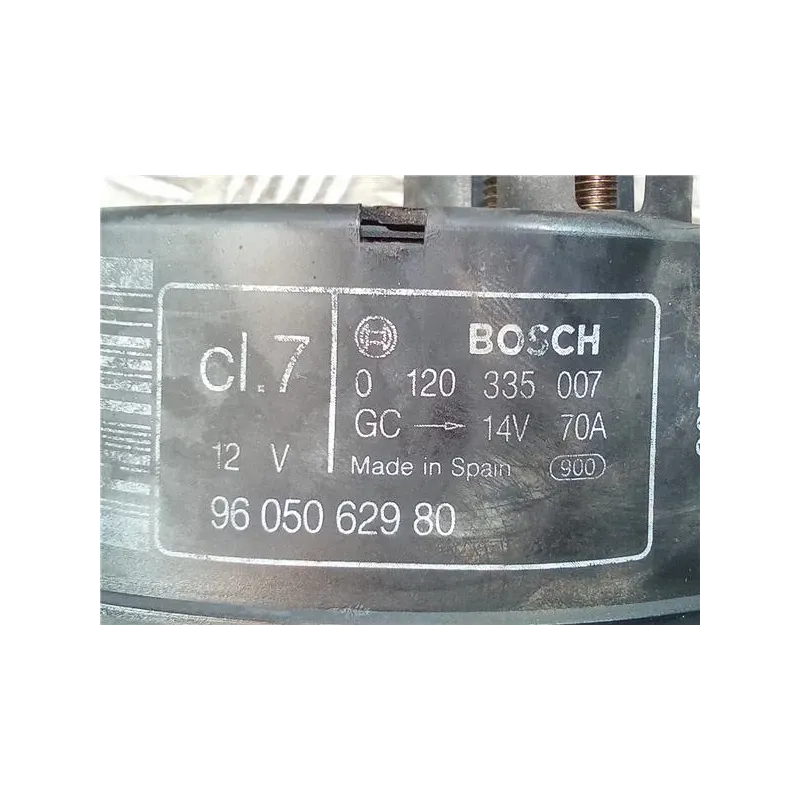 cl.7
12 V
BOSCH
0 120 335 007
GC → 14V 70A
Made in Spain 900
96 050 629 80